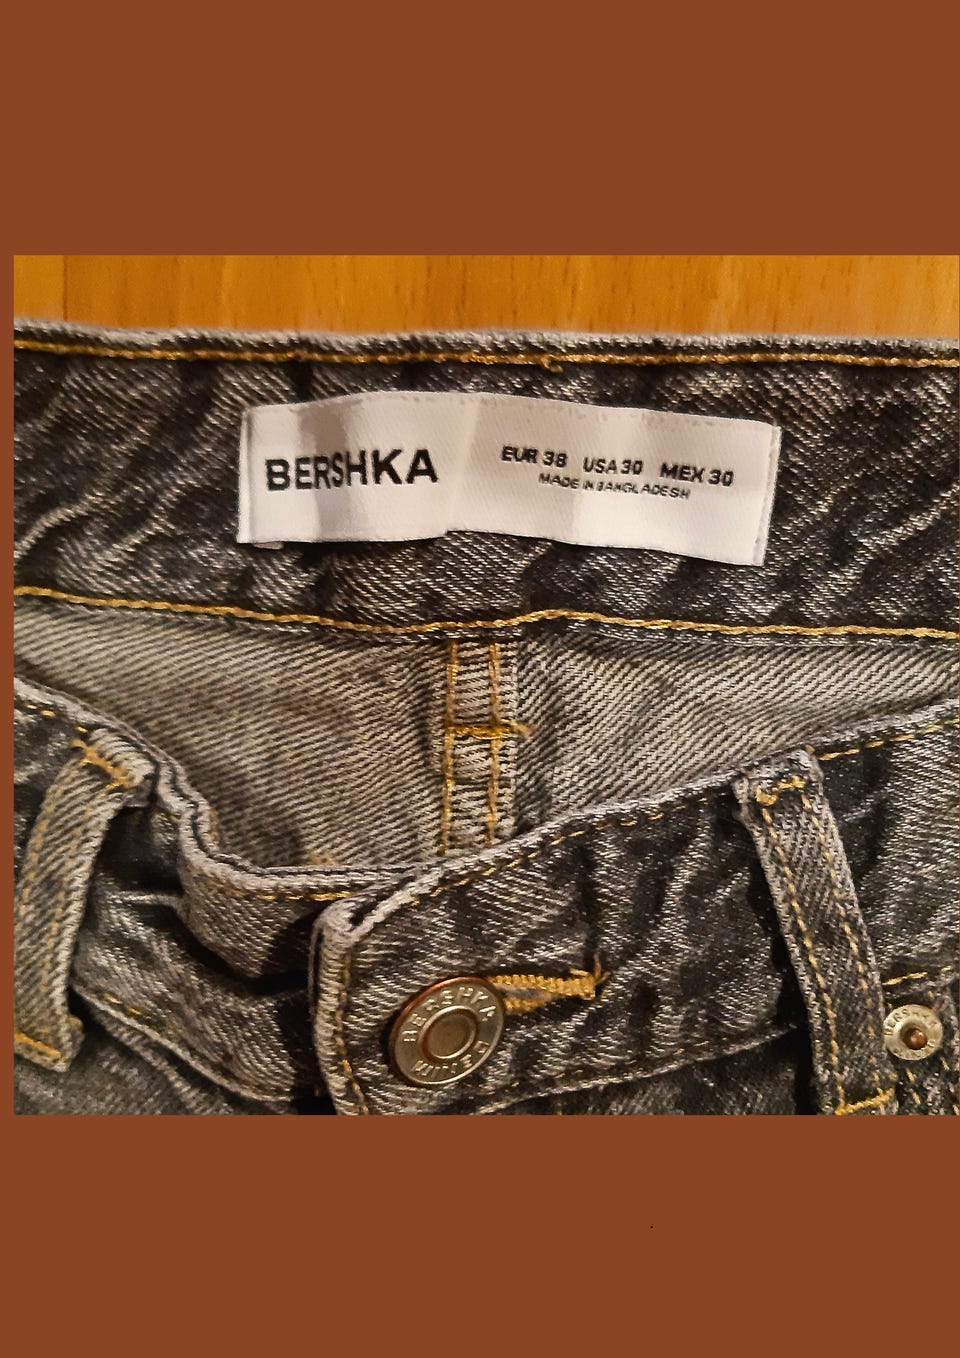 BERSHKA
EUR 38 USA 30 MEX 30
MADE IN BANGLADESH
BERSHKA